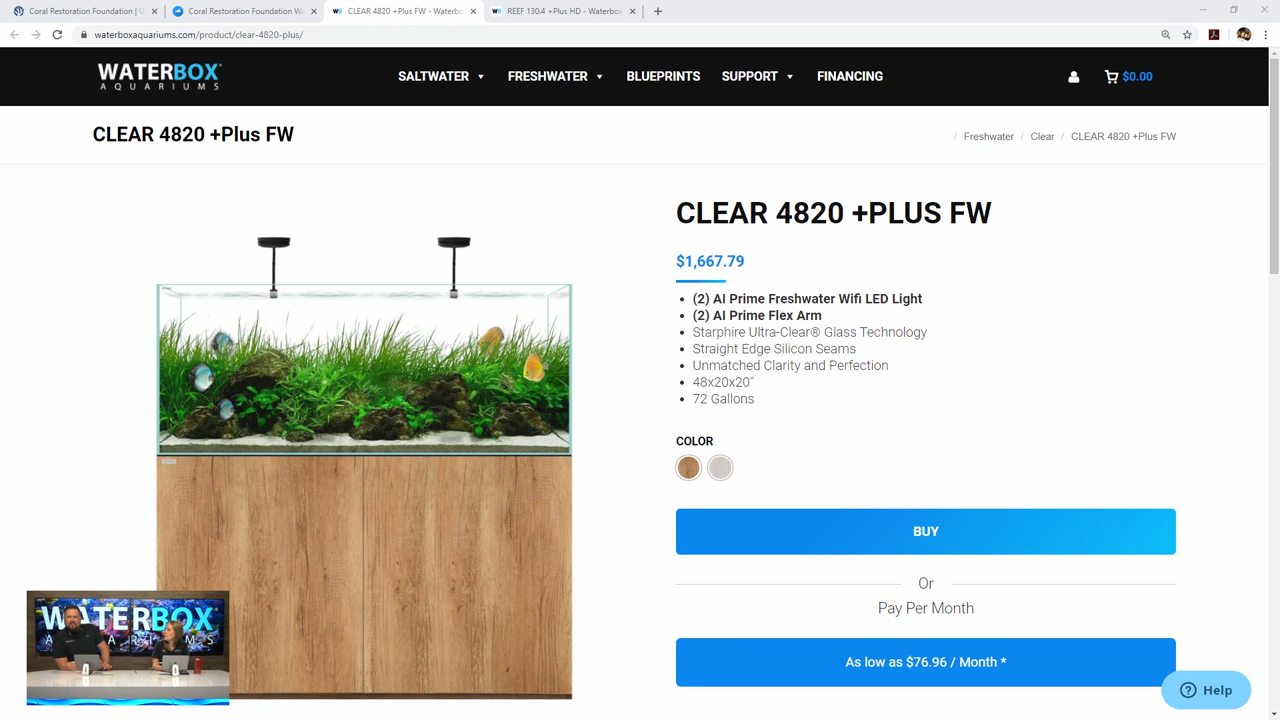 Coral Restoration Foundation | U
Coral Restoration Foundation Wa
CLEAR 4820 +Plus FW - Waterbo
REEF 130.4 +Plus HD - Waterbox
waterboxaquariums.com/product/clear-4820-plus/
WATERBOX
AQUARIUMS
SALTWATER
FRESHWATER
BLUEPRINTS
SUPPORT
FINANCING
$0.00
CLEAR 4820 +Plus FW
/ Freshwater / Clear / CLEAR 4820 +Plus FW
CLEAR 4820 +PLUS FW
$1,667.79
(2) AI Prime Freshwater Wifi LED Light
(2) AI Prime Flex Arm
Starphire Ultra-Clear® Glass Technology
Straight Edge Silicon Seams
Unmatched Clarity and Perfection
48x20x20"
72 Gallons
COLOR
BUY
Or
Pay Per Month
As low as $76.96 / Month *
Help
WATERBOX